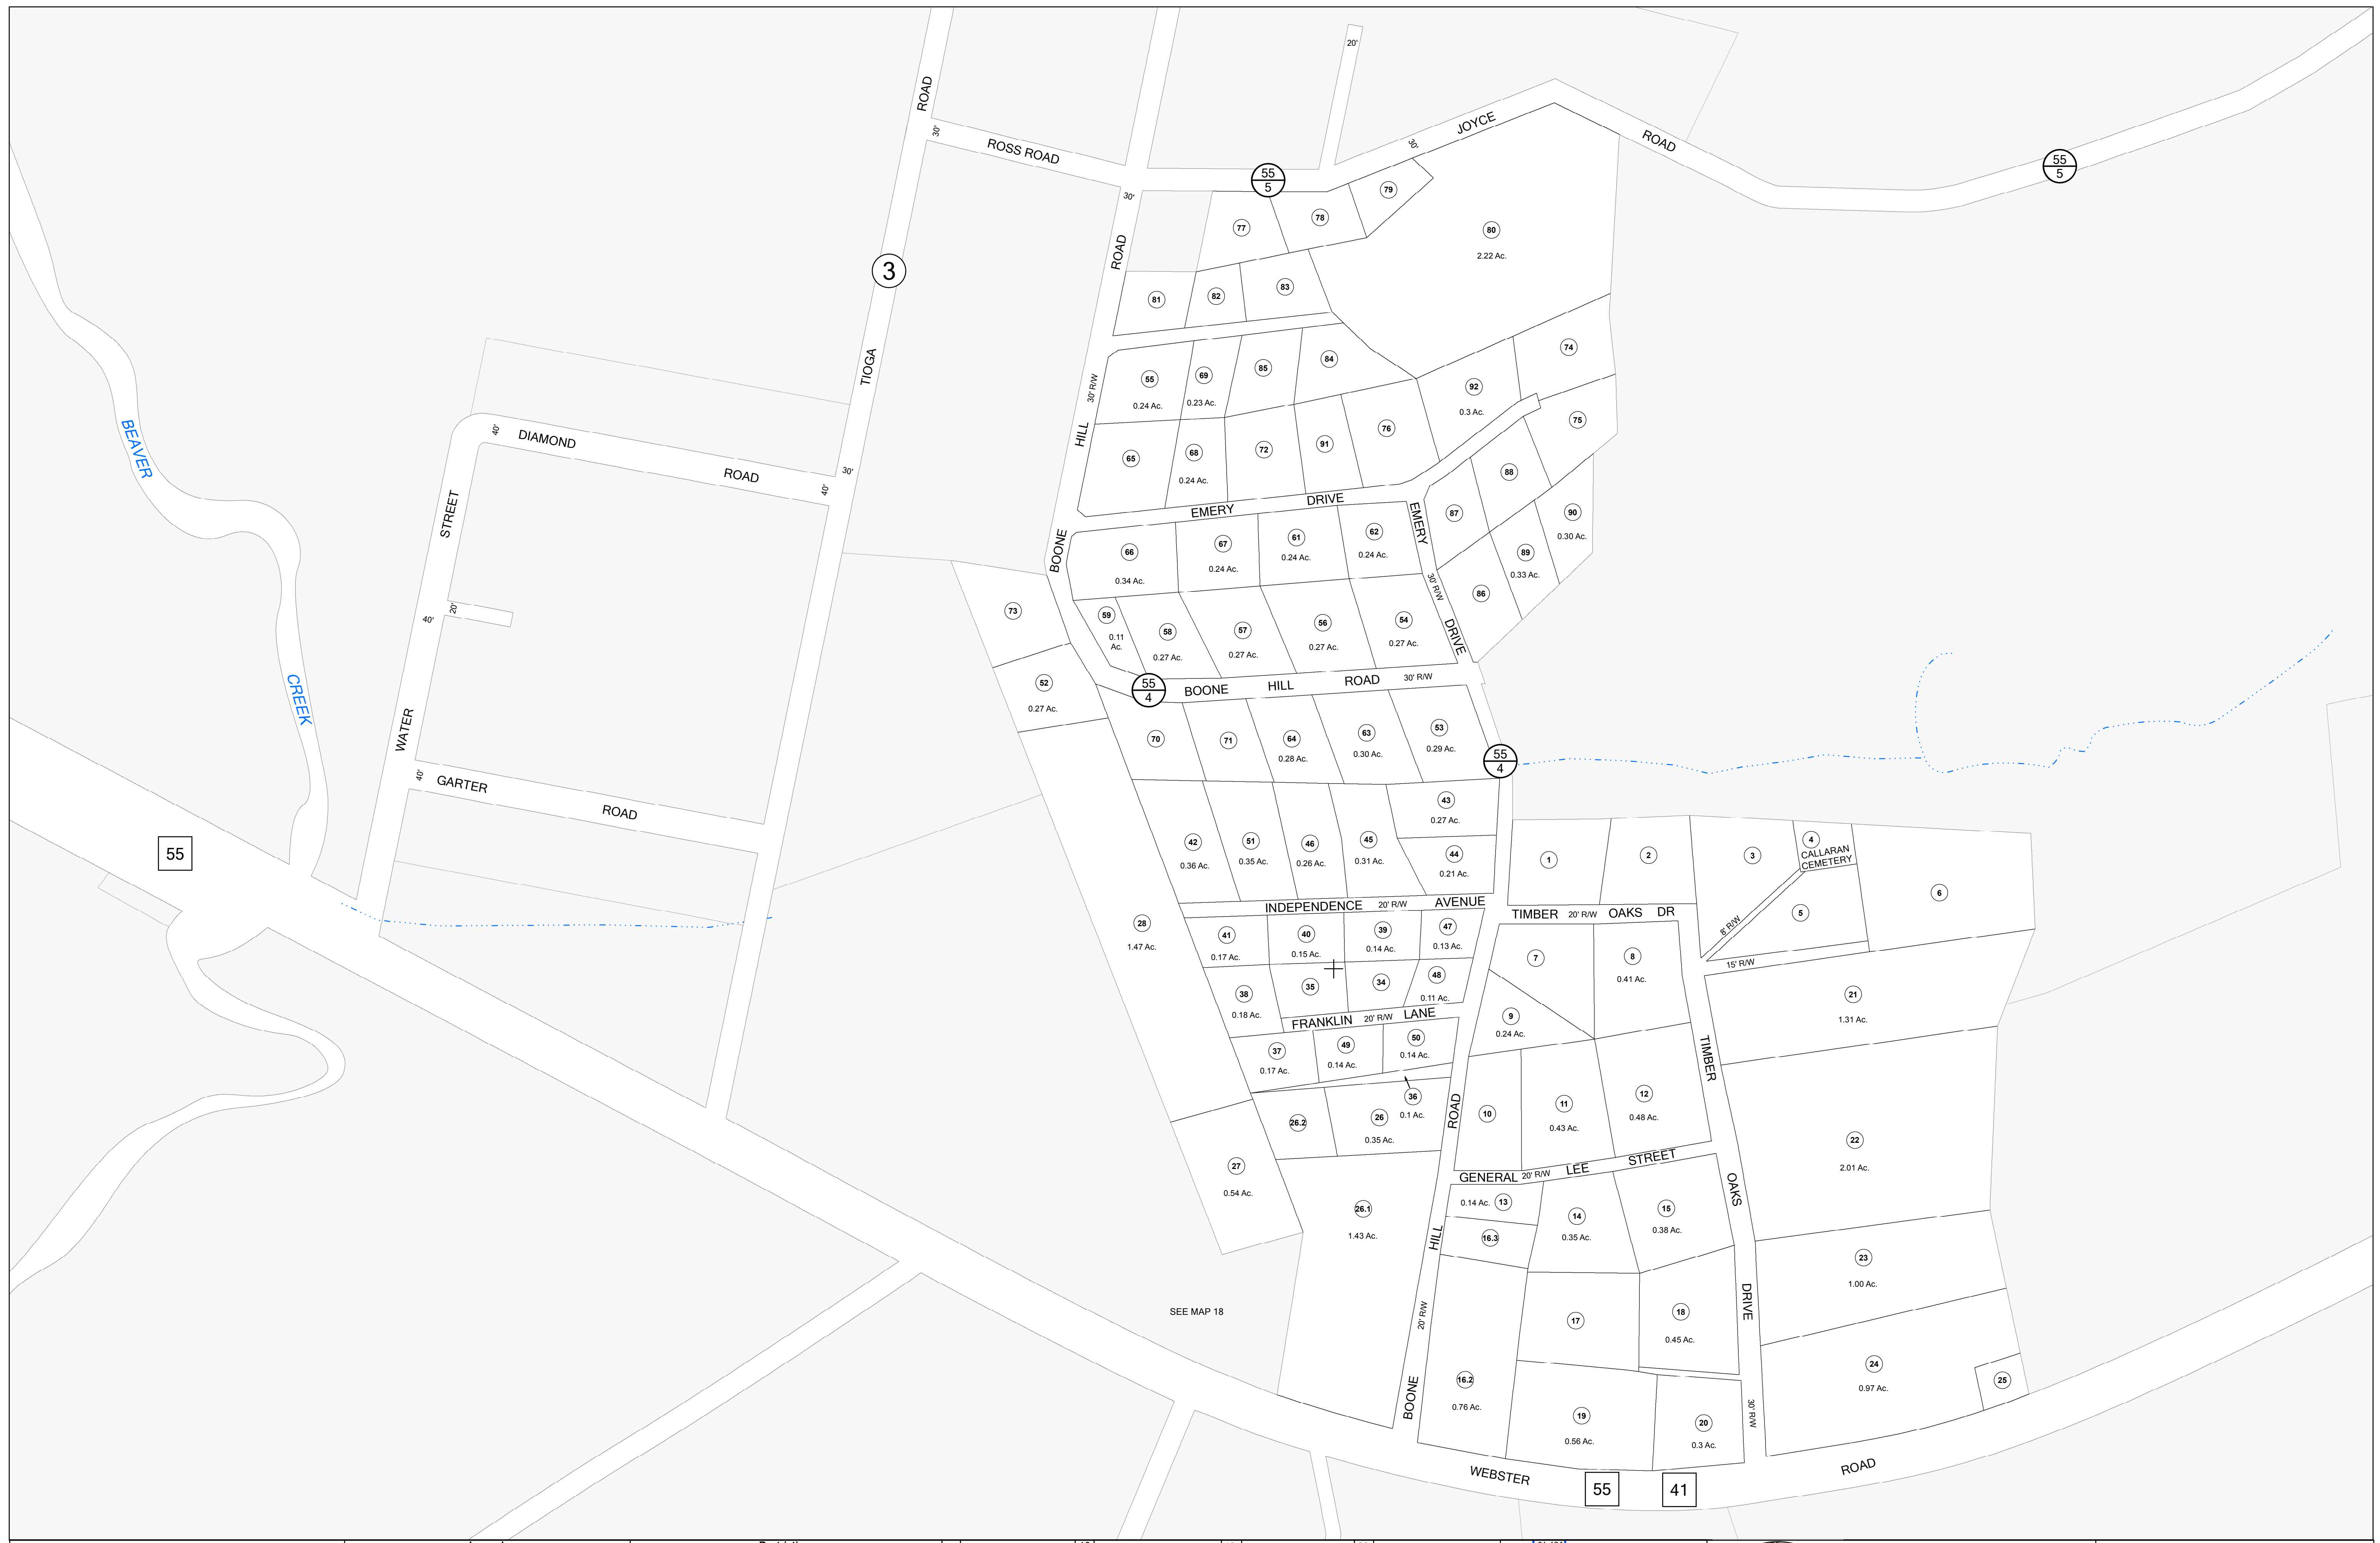 20'
ROAD
30'
ROSS ROAD
JOYCE
30'
ROAD
55
5
55
5
30'
79
78
77
80
2.22 Ac.
ROAD
3
81
82
83
TIOGA
30' R/W
55
0.24 Ac.
69
0.23 Ac.
85
84
74
92
0.3 Ac.
75
HILL
65
68
0.24 Ac.
72
91
76
88
40'
DIAMOND
ROAD
30'
40'
BEAVER
STREET
EMERY
DRIVE
EMERY
87
90
0.30 Ac.
BOONE
66
0.34 Ac.
67
0.24 Ac.
61
0.24 Ac.
62
0.24 Ac.
89
0.33 Ac.
30' R/W
86
20'
40'
73
59
0.11
Ac.
58
0.27 Ac.
57
0.27 Ac.
56
0.27 Ac.
54
0.27 Ac.
DRIVE
52
0.27 Ac.
55
4
BOONE
HILL
ROAD
30' R/W
CREEK
WATER
70
71
64
0.28 Ac.
63
0.30 Ac.
53
0.29 Ac.
55
4
40'
GARTER
ROAD
43
0.27 Ac.
55
42
0.36 Ac.
51
0.35 Ac.
46
0.26 Ac.
45
0.31 Ac.
44
0.21 Ac.
1
2
3
4
CALLARAN
CEMETERY
6
INDEPENDENCE
20' R/W
AVENUE
TIMBER
20' R/W
OAKS
DR
8' R/W
5
28
1.47 Ac.
41
0.17 Ac.
40
0.15 Ac.
39
0.14 Ac.
47
0.13 Ac.
7
8
0.41 Ac.
15' R/W
38
0.18 Ac.
35
34
48
0.11 Ac.
21
1.31 Ac.
FRANKLIN
20' R/W
LANE
9
0.24 Ac.
37
0.17 Ac.
49
0.14 Ac.
50
0.14 Ac.
TIMBER
36
0.1 Ac.
26.2
26
0.35 Ac.
ROAD
10
11
0.43 Ac.
12
0.48 Ac.
22
2.01 Ac.
27
0.54 Ac.
GENERAL
20' R/W
LEE
STREET
26.1
1.43 Ac.
0.14 Ac.
13
14
0.35 Ac.
15
0.38 Ac.
OAKS
HILL
16.3
23
1.00 Ac.
SEE MAP 18
20' R/W
17
18
0.45 Ac.
DRIVE
24
0.97 Ac.
25
BOONE
16.2
0.76 Ac.
19
0.56 Ac.
20
0.3 Ac.
30' R/W
WEBSTER
55
41
ROAD